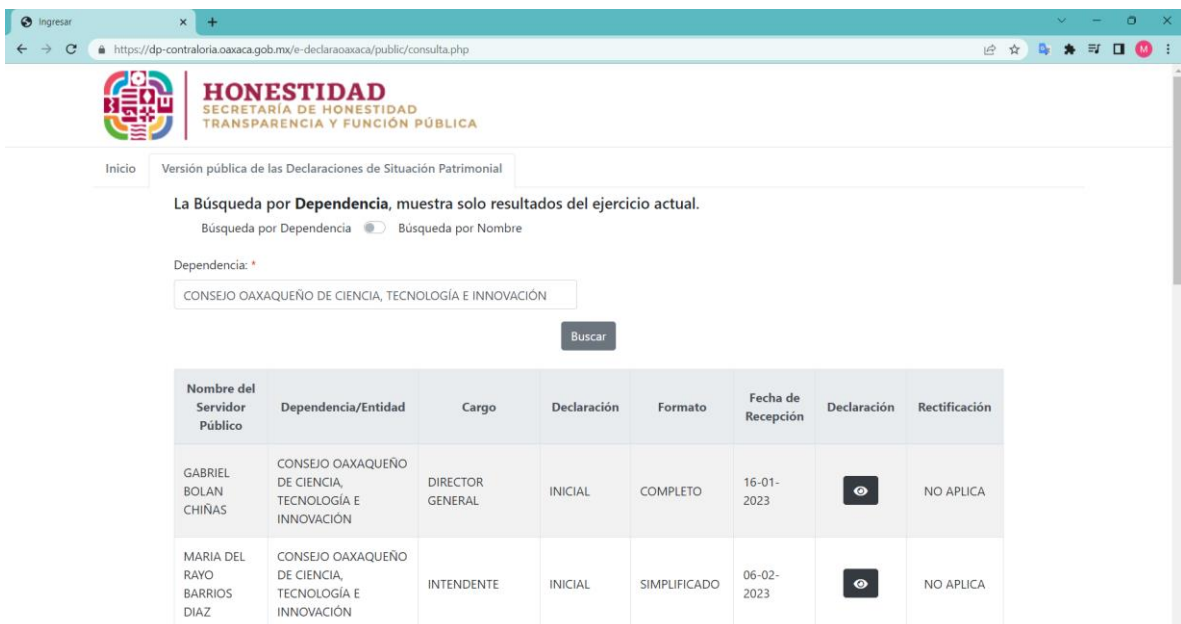 Ingresar
https://dp-contraloria.oaxaca.gob.mx/e-declaraoaxaca/public/consulta.php
M
HONESTIDAD
SECRETARÍA DE HONESTIDAD
TRANSPARENCIA Y FUNCIÓN PÚBLICA
Inicio
Versión pública de las Declaraciones de Situación Patrimonial
La Búsqueda por Dependencia, muestra solo resultados del ejercicio actual.
Búsqueda por Dependencia Búsqueda por Nombre
Dependencia: *
CONSEJO OAXAQUEÑO DE CIENCIA, TECNOLOGÍA E INNOVACIÓN
Buscar
Nombre del
Servidor
Público
Dependencia/Entidad
Cargo
Declaración
Formato
Fecha de
Recepción
Declaración
Rectificación
GABRIEL
BOLAN
CHIÑAS
CONSEJO OAXAQUEÑO
DE CIENCIA,
TECNOLOGÍA E
INNOVACIÓN
DIRECTOR
GENERAL
INICIAL
COMPLETO
16-01-
2023
NO APLICA
MARIA DEL
RAYO
BARRIOS
DIAZ
CONSEJO OAXAQUEÑO
DE CIENCIA,
TECNOLOGÍA E
INNOVACIÓN
INTENDENTE
INICIAL
SIMPLIFICADO
06-02-
2023
NO APLICA